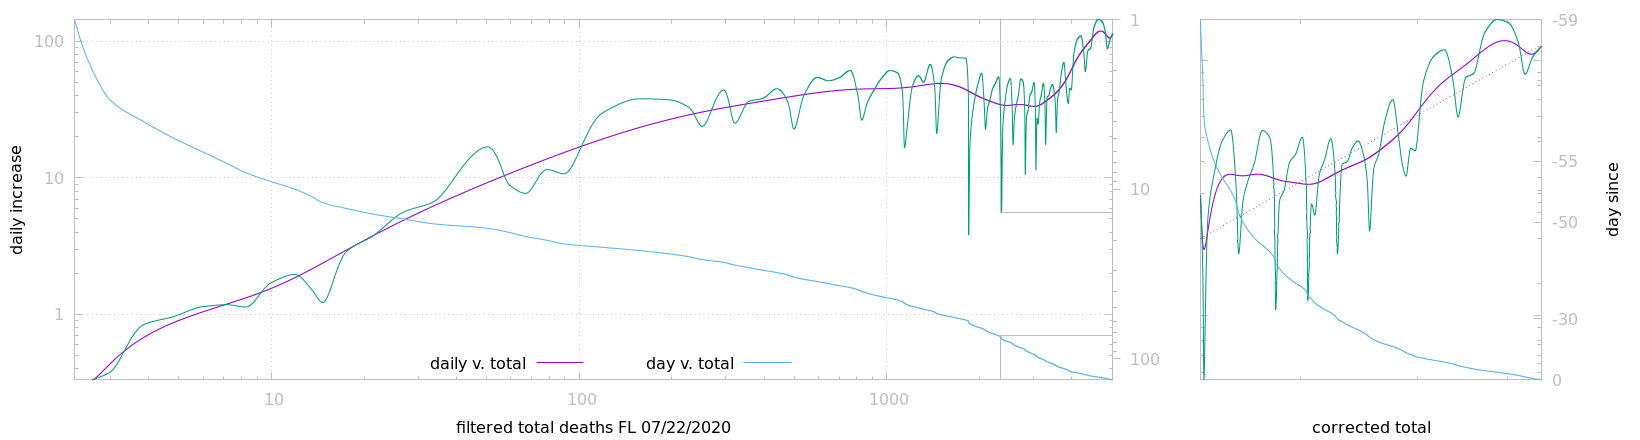 100
10
1
daily increase
daily v. total
day v. total
10
100
1000
filtered total deaths FL 07/22/2020
1
10
100
-59
-55
-50
-30
0
day since
corrected total